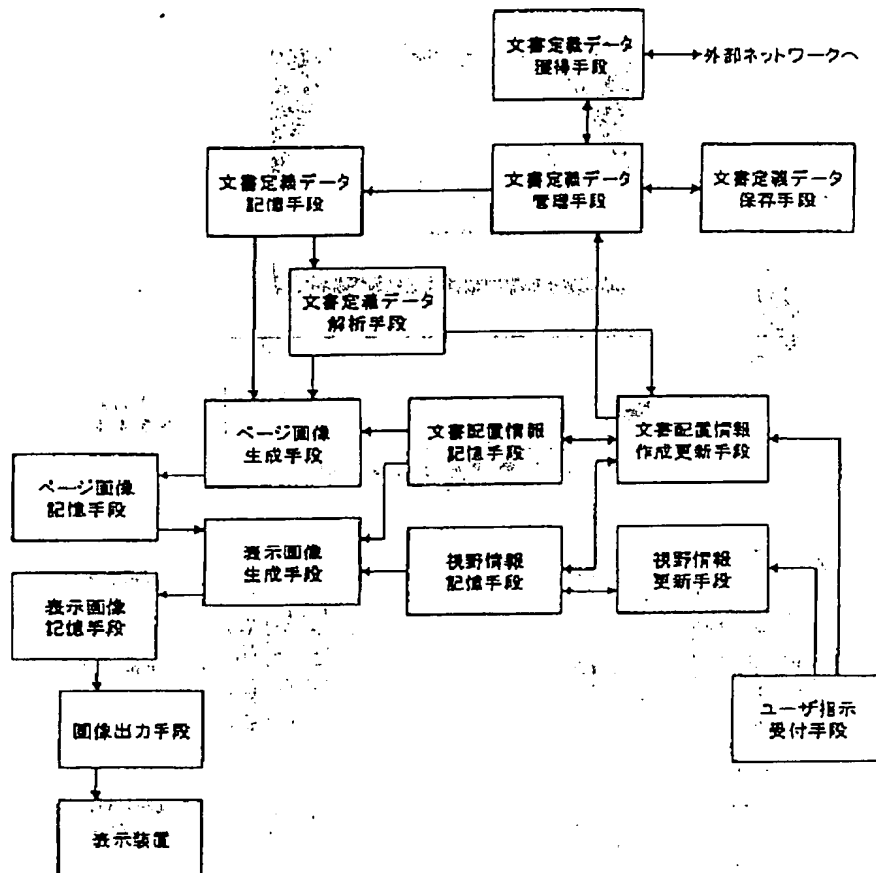 文書定義データ
獲得手段
外部ネットワークへ
文書定義データ
記憶手段
文書定義データ
管理手段
文書定義データ
保存手段
文書定義データ
解析手段
ページ画像
生成手段
文書配置情報
記憶手段
文書配置情報
作成更新手段
ページ画像
記憶手段
表示画像
生成手段
視野情報
記憶手段
視野情報
更新手段
表示画像
記憶手段
画像出力手段
ユーザ指示
受付手段
表示装置